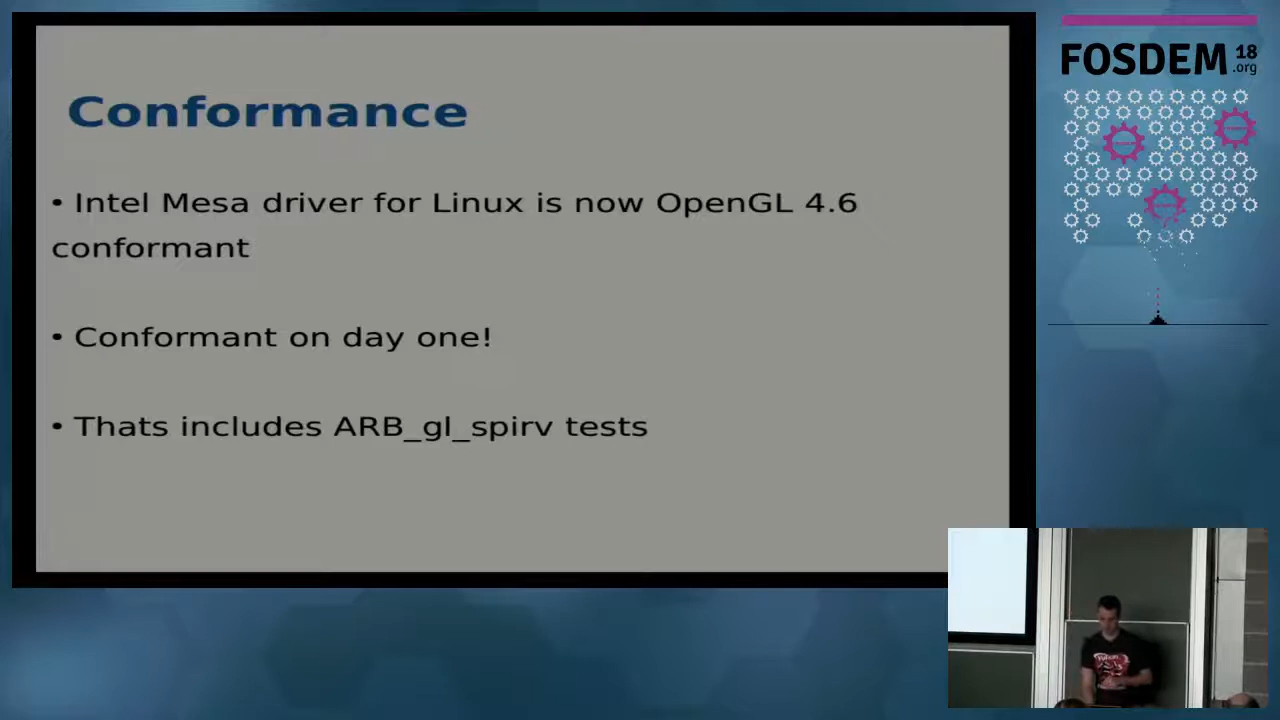 Conformance
• Intel Mesa driver for Linux is now OpenGL 4.6
conformant
• Conformant on day one!
• Thats includes ARB_gl_spirv tests
FOSDEM 18
.org